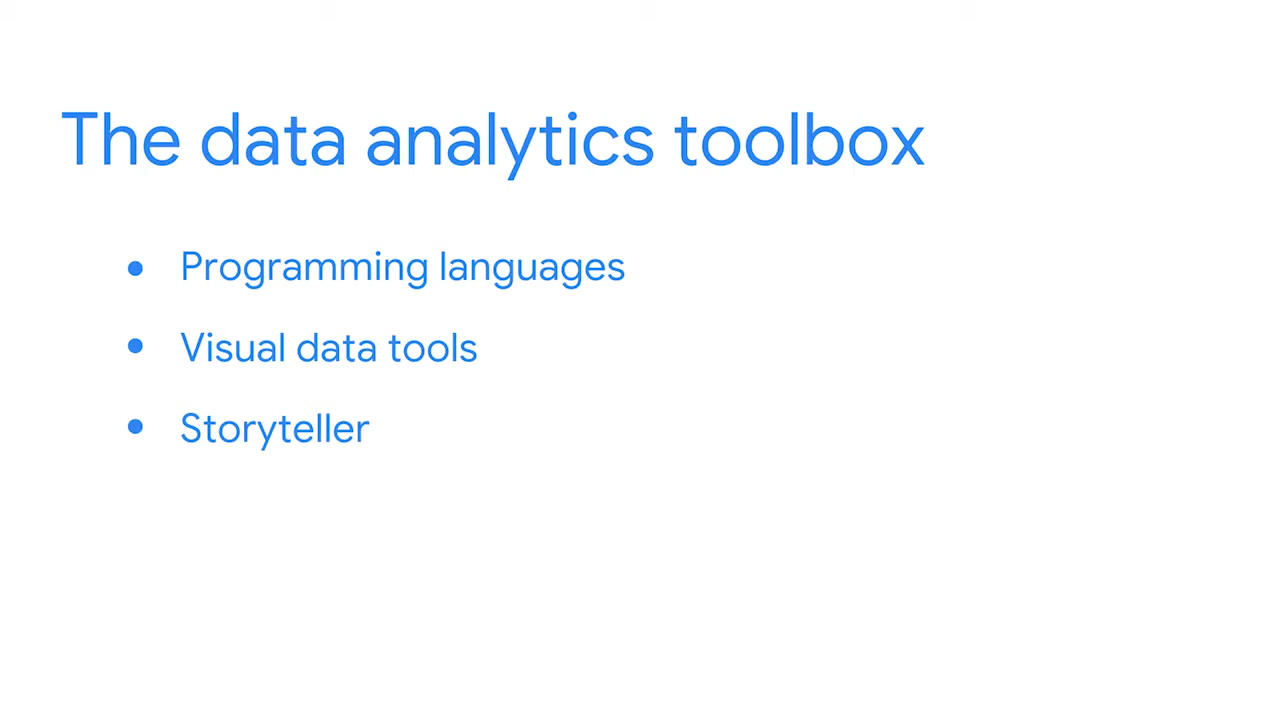 The data analytics toolbox
• Programming languages
• Visual data tools
• Storyteller